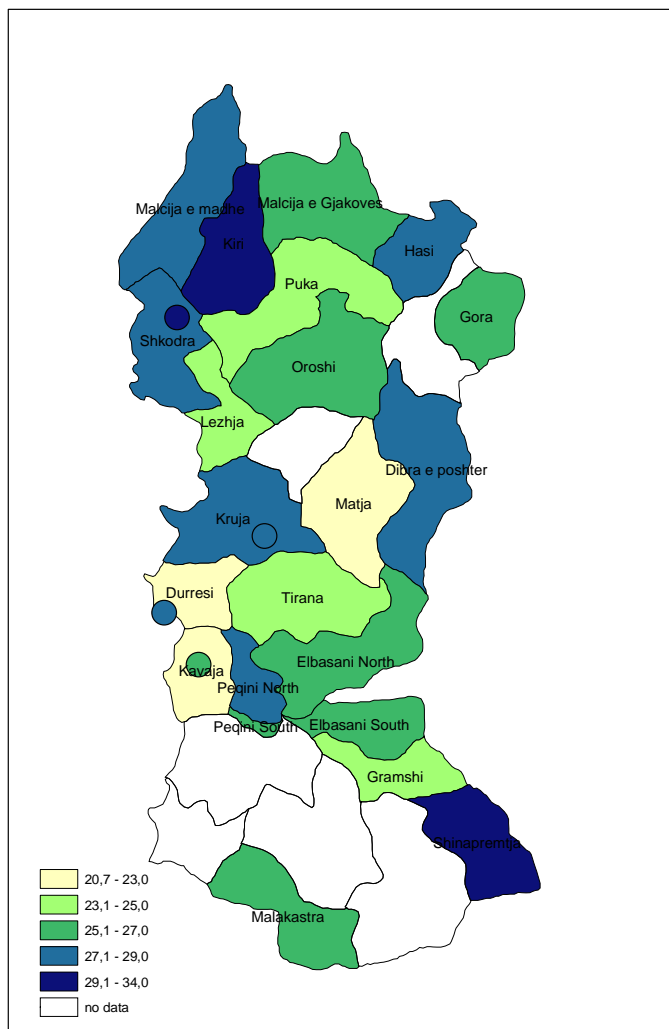 Malcija e madhe
Malcija e Gjakoves
Kiri
Hasi
Puka
Gora
Shkodra
Oroshi
Lezhja
Dibra e poshter
Matja
Kruja
Durresi
Tirana
Elbasani North
Kavaja
Peqini North
Peqini South
Elbasani South
Gramshi
Shinapremtja
Malakastra
20,7 - 23,0
23,1 - 25,0
25,1 - 27,0
27,1 - 29,0
29,1 - 34,0
no data